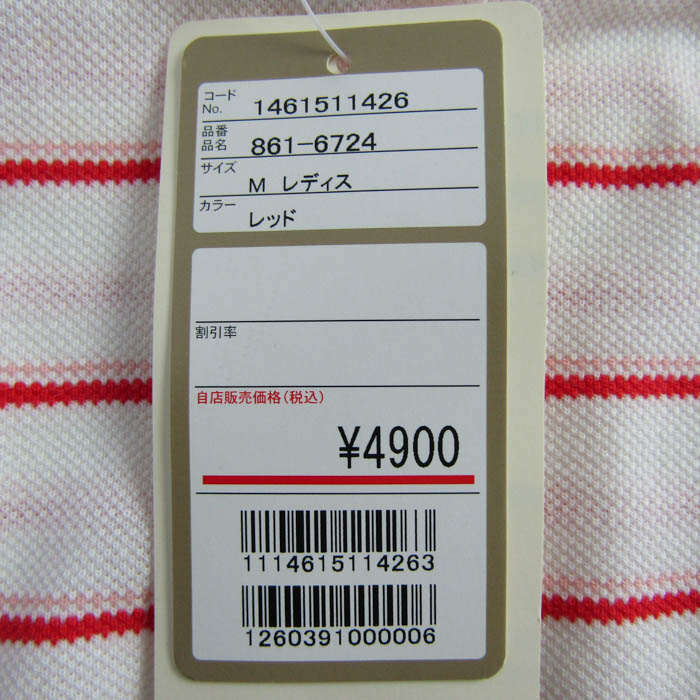 コード
No. 1461511426
品番
品名 861-6724
サイズ M レディス
カラー レッド
割引率
自店販売価格(税込)
¥4900
1114615114263
1260391000006